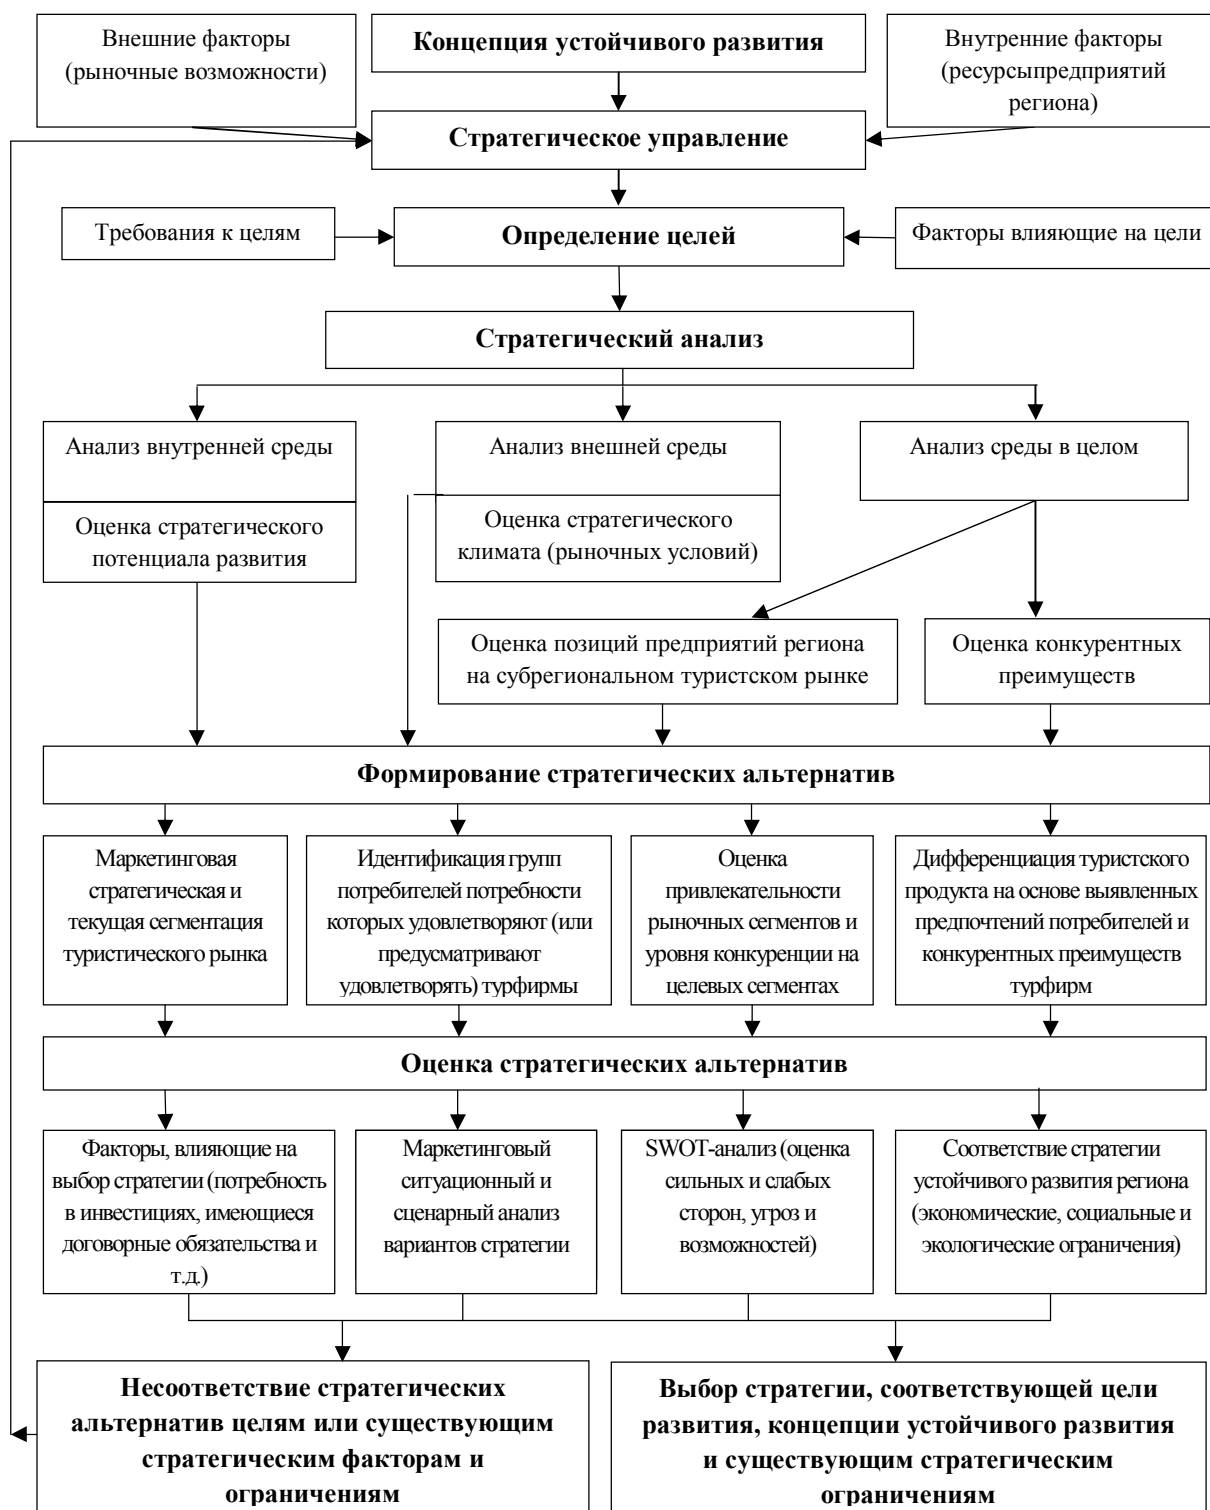 Внешние факторы
(рыночные возможности)
Концепция устойчивого развития
Внутренние факторы
(ресурсыпредприятий
региона)
Стратегическое управление
Требования к целям
Определение целей
Факторы влияющие на цели
Стратегический анализ
Анализ внутренней среды
Оценка стратегического
потенциала развития
Анализ внешней среды
Оценка стратегического
климата (рыночных условий)
Анализ среды в целом
Оценка позиций предприятий региона
на субрегиональном туристском рынке
Оценка конкурентных
преимуществ
Формирование стратегических альтернатив
Маркетинговая
стратегическая и
текущая сегментация
туристического рынка
Идентификация групп
потребителей потребности
которых удовлетворяют (или
предусматривают
удовлетворять) турфирмы
Оценка
привлекательности
рыночных сегментов и
уровня конкуренции на
целевых сегментах
Дифференциация туристского
продукта на основе выявленных
предпочтений потребителей и
конкурентных преимуществ
турфирм
Оценка стратегических альтернатив
Факторы, влияющие на
выбор стратегии (потребность
в инвестициях, имеющиеся
договорные обязательства и
т.д.)
Маркетинговый
ситуационный и
сценарный анализ
вариантов стратегии
SWOT-анализ (оценка
сильных и слабых
сторон, угроз и
возможностей)
Соответствие стратегии
устойчивого развития региона
(экономические, социальные и
экологические ограничения)
Несоответствие стратегических
альтернатив целям или существующим
стратегическим факторам и
ограничениям
Выбор стратегии, соответствующей цели
развития, концепции устойчивого развития
и существующим стратегическим
ограничениям